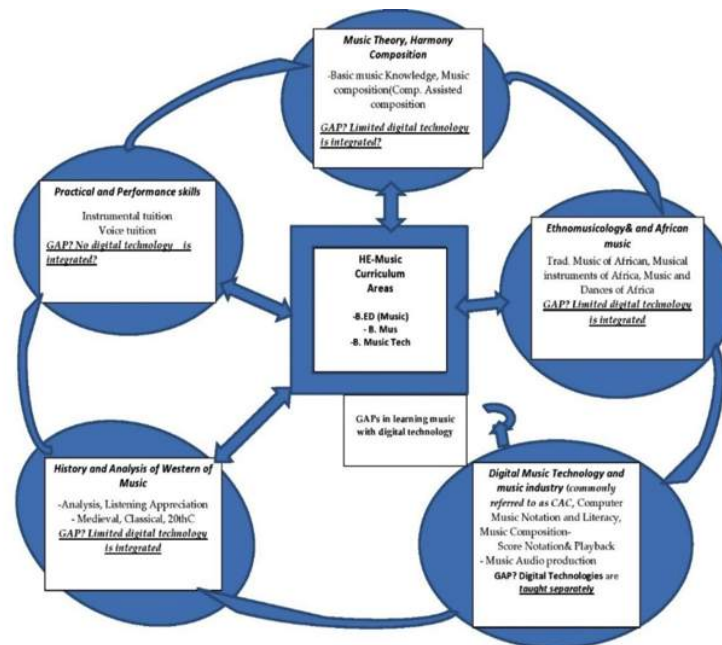 Music Theory, Harmony
Composition
-Basic music Knowledge, Music
composition(Comp. Assisted
composition
GAP? Limited digital technology
is integrated?
Practical and Performance skills
Instrumental tuition
Voice tuition
GAP? No digital technology is
integrated?
Ethnomusicology& and African
music
Trad. Music of African, Musical
instruments of Africa, Music and
Dances of Africa
GAP? Limited digital technology
is integrated
HE-Music
Curriculum
Areas
-B.ED (Music)
- B. Mus
-B. Music Tech
GAPs in learning music
with digital technology
History and Analysis of Western of
Music
-Analysis, Listening Appreciation
- Medieval, Classical, 20thC
GAP? Limited digital technology
is integrated
Digital Music Technology and
music industry (commonly
referred to as CAC, Computer
Music Notation and Literacy,
Music Composition-
Score Notation& Playback
- Music Audio production
GAP? Digital Technologies are
taught separately